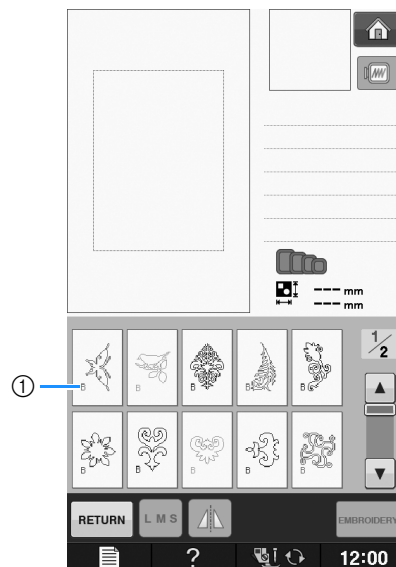 --- mm
--- mm
1/2
①
B B B B B
B B B B B
RETURN L M S EMBROIDERY
? 12:00